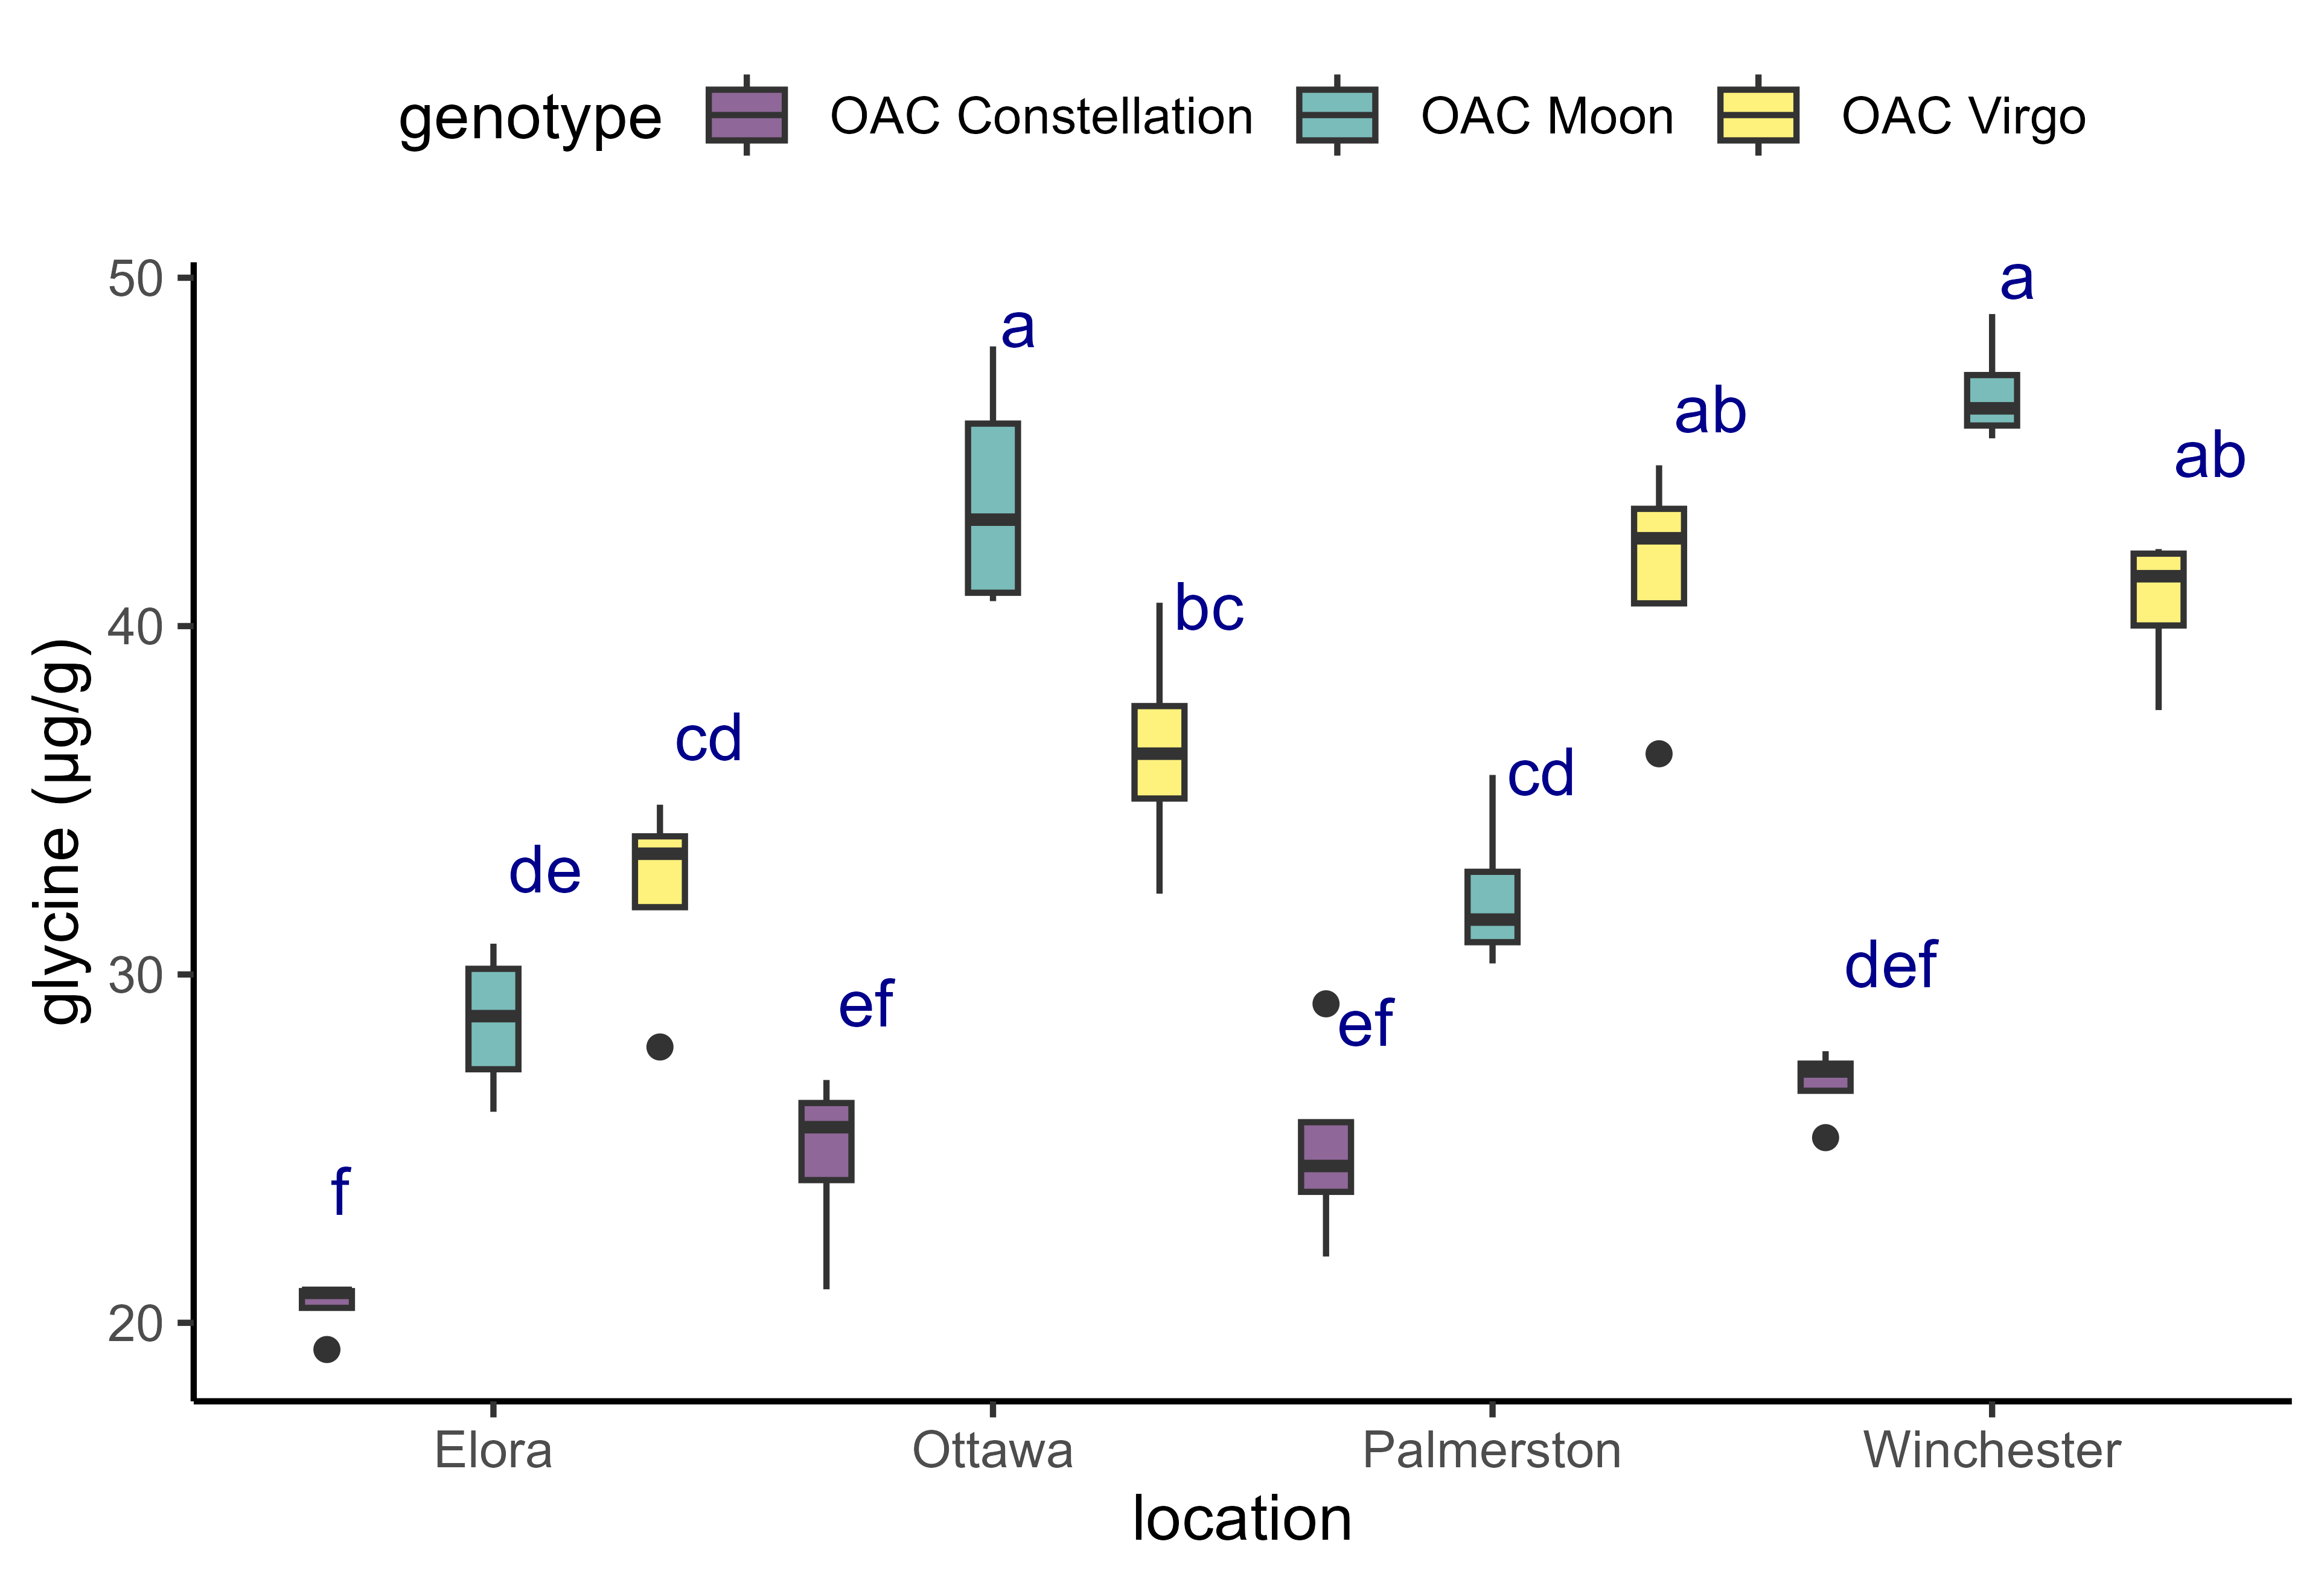 genotype OAC Constellation OAC Moon OAC Virgo
50
a
a
ab
ab
bc
40
glycine (µg/g)
cd
cd
de
def
30
ef
ef
f
20
Elora Ottawa Palmerston Winchester
location